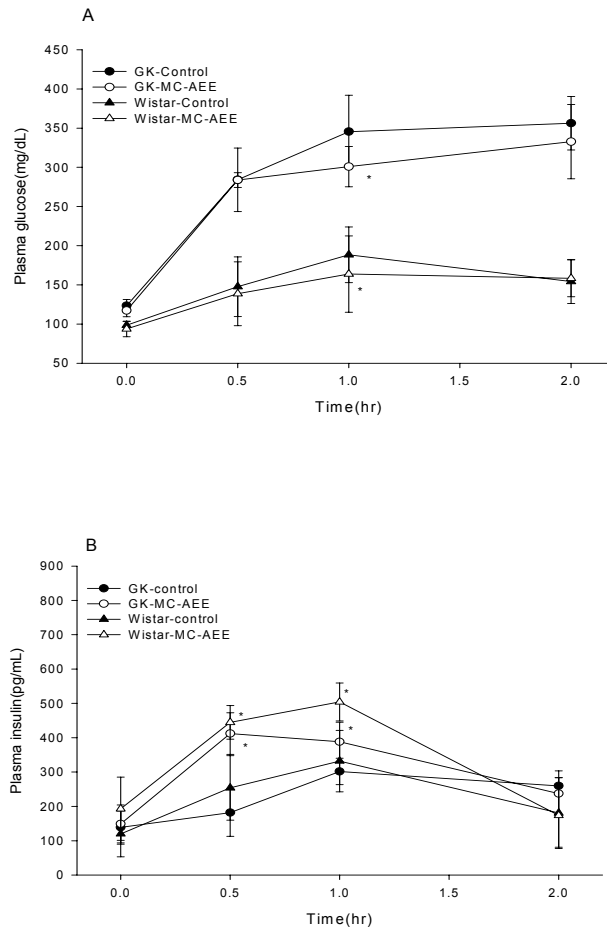 A
450
400
350
300
250
200
150
100
50
GK-Control
GK-MC-AEE
Wistar-Control
Wistar-MC-AEE
*
*
Plasma glucose(mg/dL)
0.0 0.5 1.0 1.5 2.0
Time(hr)
B
900
800
700
600
500
400
300
200
100
0
GK-control
GK-MC-AEE
Wistar-control
Wistar-MC-AEE
*
*
*
*
Plasma insulin(pg/mL)
0.0 0.5 1.0 1.5 2.0
Time(hr)